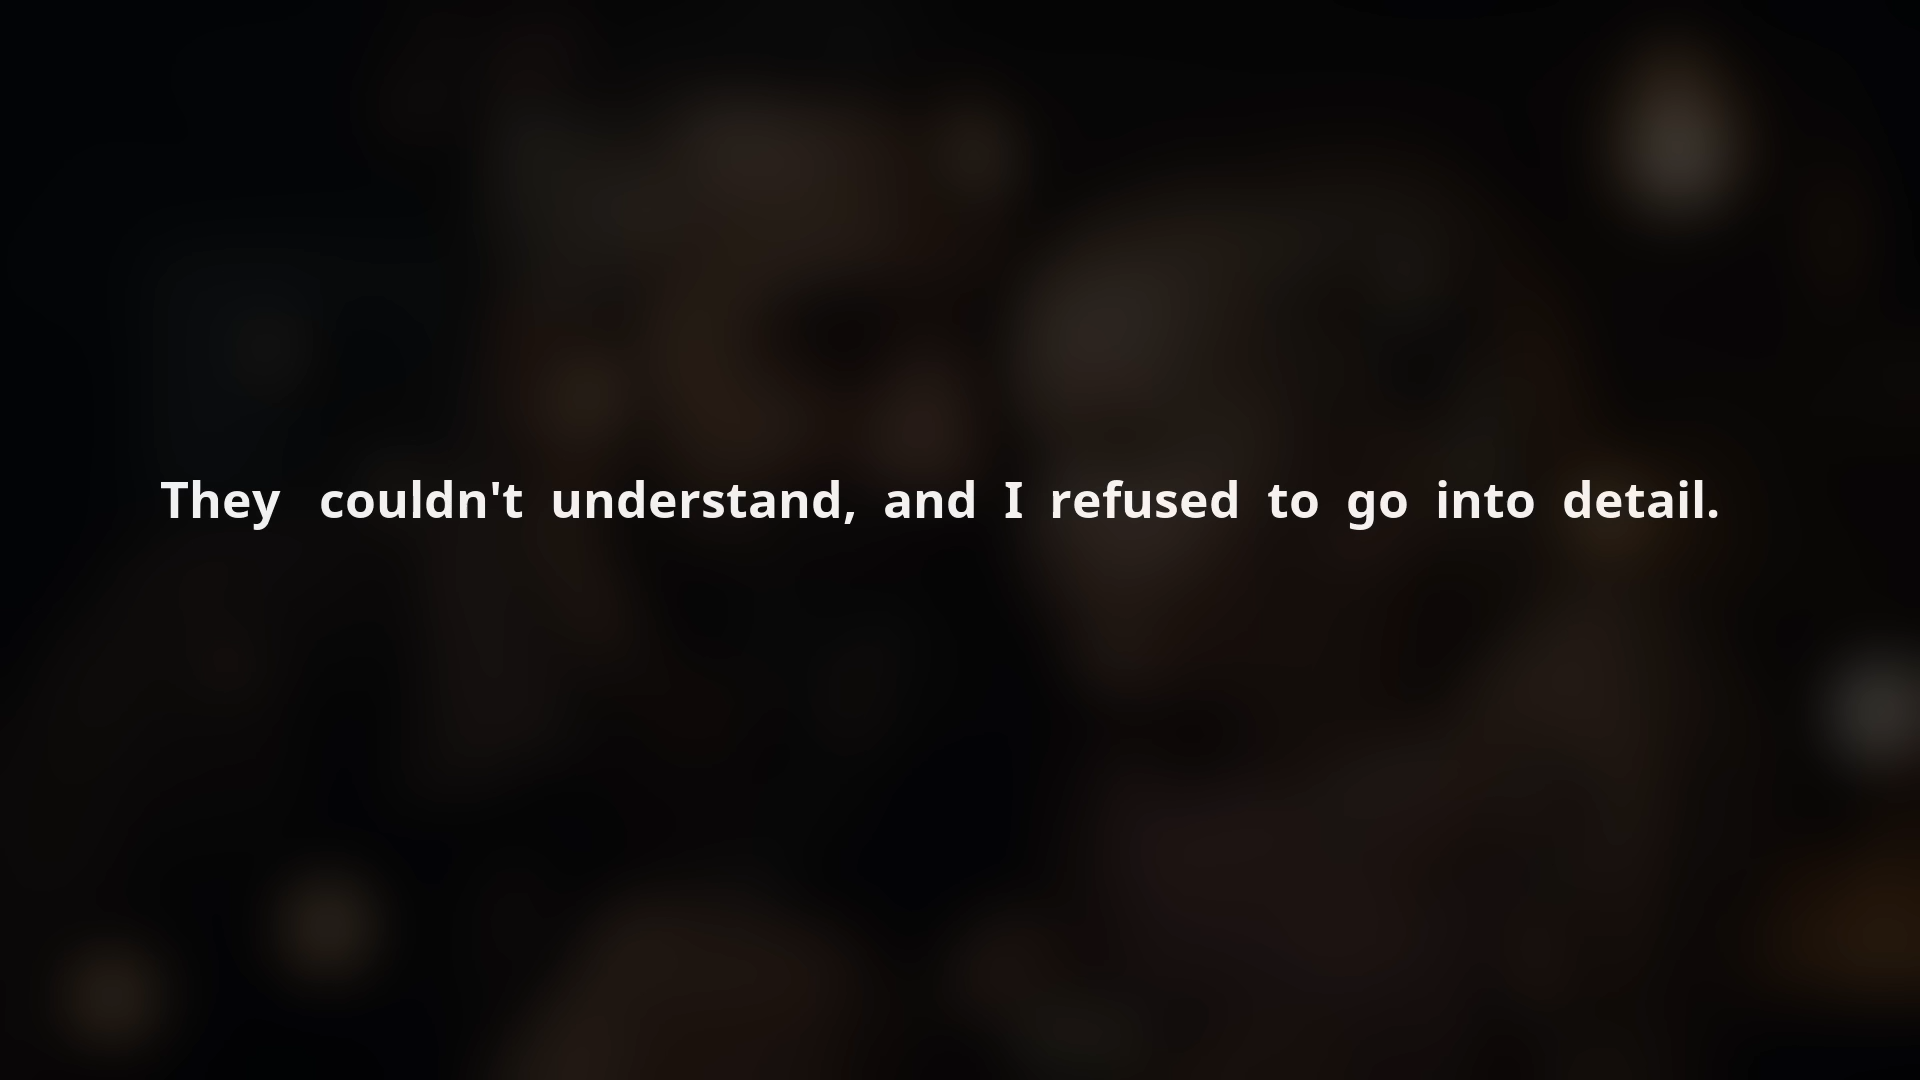 They couldn't understand, and I refused to go into detail.